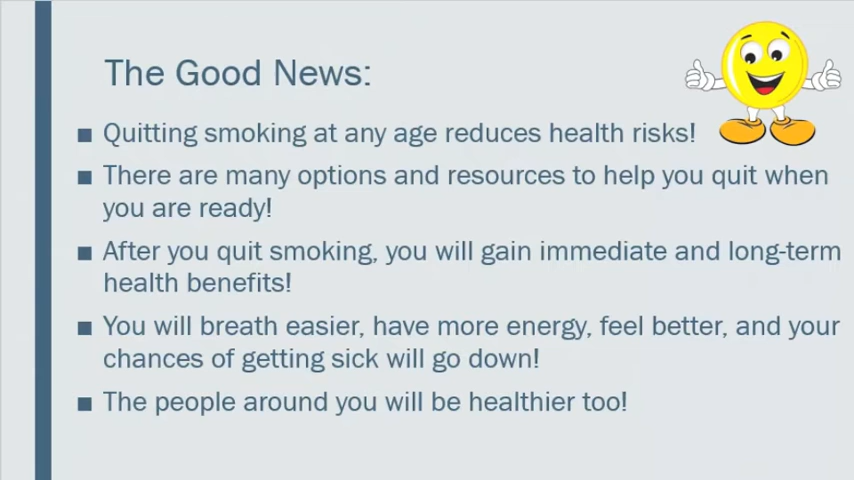 The Good News:
■ Quitting smoking at any age reduces health risks!
■ There are many options and resources to help you quit when
you are ready!
■ After you quit smoking, you will gain immediate and long-term
health benefits!
■ You will breath easier, have more energy, feel better, and your
chances of getting sick will go down!
■ The people around you will be healthier too!